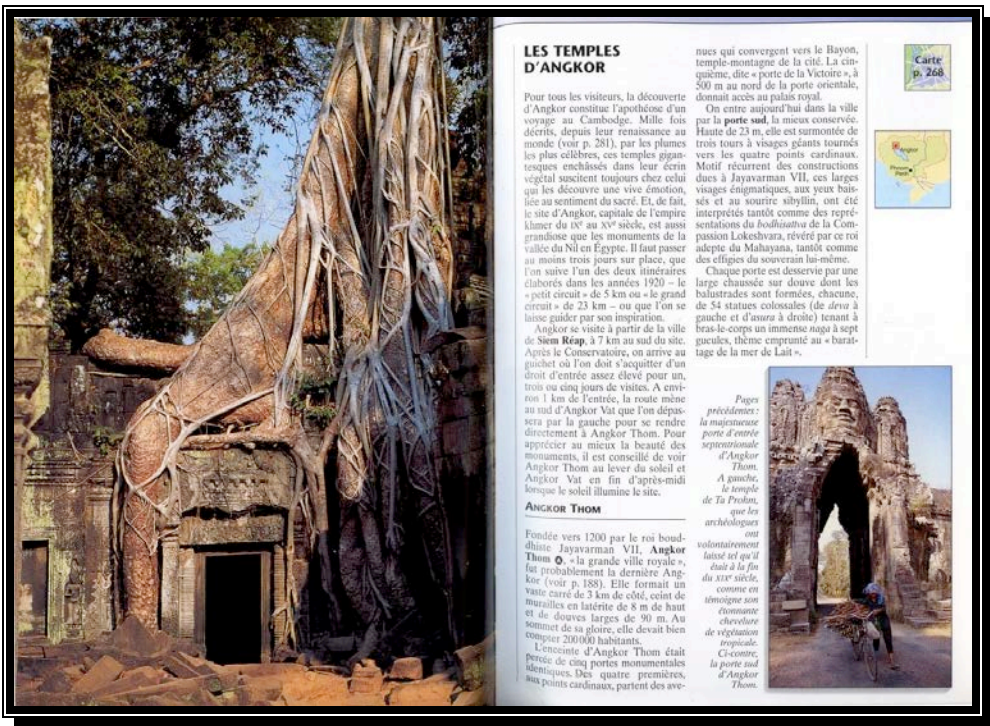 LES TEMPLES
D'ANGKOR
Pour tous les visiteurs, la découverte
d'Angkor constitue l'apothéose d'un
voyage au Cambodge. Mille fois
décrits, depuis leur renaissance au
monde (voir p. 281), par les plumes
les plus célèbres, ces temples gigan-
tesques enchâssés dans leur écrin
végétal suscitent toujours chez celui
qui les découvre une vive émotion,
liée au sentiment du sacré. Et, de fait,
le site d'Angkor, capitale de l'empire
khmer du IXe au XVe siècle, est aussi
grandiose que les monuments de la
vallée du Nil en Égypte. Il faut passer
au moins trois jours sur place, que
l'on suive l'un des deux itinéraires
élaborés dans les années 1920 – le
« petit circuit » de 5 km ou « le grand
circuit » de 23 km – ou que l'on se
laisse guider par son inspiration.
Angkor se visite à partir de la ville
de Siem Réap, à 7 km au sud du site.
Après le Conservatoire, on arrive au
guichet où l'on doit s'acquitter d'un
droit d'entrée assez élevé pour un,
trois ou cinq jours de visites. A envi-
ron 1 km de l'entrée, la route mène
au sud d'Angkor Vat que l'on dépas-
sera par la gauche pour se rendre
directement à Angkor Thom. Pour
apprécier au mieux la beauté des
monuments, il est conseillé de voir
Angkor Thom au lever du soleil et
Angkor Vat en fin d'après-midi
lorsque le soleil illumine le site.
ANGKOR THOM
Fondée vers 1200 par le roi boud-
dhiste Jayavarman VII, Angkor
Thom A, « la grande ville royale »,
fut probablement la dernière Ang-
kor (voir p. 188). Elle formait un
vaste carré de 3 km de côté, ceint de
murailles en latérite de 8 m de haut
et de douves larges de 90 m. Au
sommet de sa gloire, elle devait bien
compter 200 000 habitants.
L'enceinte d'Angkor Thom était
percée de cinq portes monumentales
identiques. Des quatre premières,
aux points cardinaux, partent des ave-
nues qui convergent vers le Bayon,
temple-montagne de la cité. La cin-
quième, dite « porte de la Victoire », à
500 m au nord de la porte orientale,
donnait accès au palais royal.
On entre aujourd'hui dans la ville
par la porte sud, la mieux conservée.
Haute de 23 m, elle est surmontée de
trois tours à visages géants tournés
vers les quatre points cardinaux.
Motif récurrent des constructions
dues à Jayavarman VII, ces larges
visages énigmatiques, aux yeux bais-
sés et au sourire sibyllin, ont été
interprétés tantôt comme des repré-
sentations du bodhisattva de la Com-
passion Lokeshvara, révéré par ce roi
adepte du Mahayana, tantôt comme
des effigies du souverain lui-même.
Chaque porte est desservie par une
large chaussée sur douve dont les
balustrades sont formées, chacune,
de 54 statues colossales (de deva à
gauche et d'asura à droite) tenant à
bras-le-corps un immense naga à sept
gueules, thème emprunté au « barat-
tage de la mer de Lait ».
Carte
p. 268
Angkor
Phnom
Penh
Pages
précédentes :
la majestueuse
porte d'entrée
septentrionale
d'Angkor
Thom.
A gauche,
le temple
de Ta Prohm,
que les
archéologues
ont
volontairement
laissé tel qu'il
était à la fin
du XIXe siècle,
comme en
témoigne son
étonnante
chevelure
de végétation
tropicale.
Ci-contre,
la porte sud
d'Angkor
Thom.